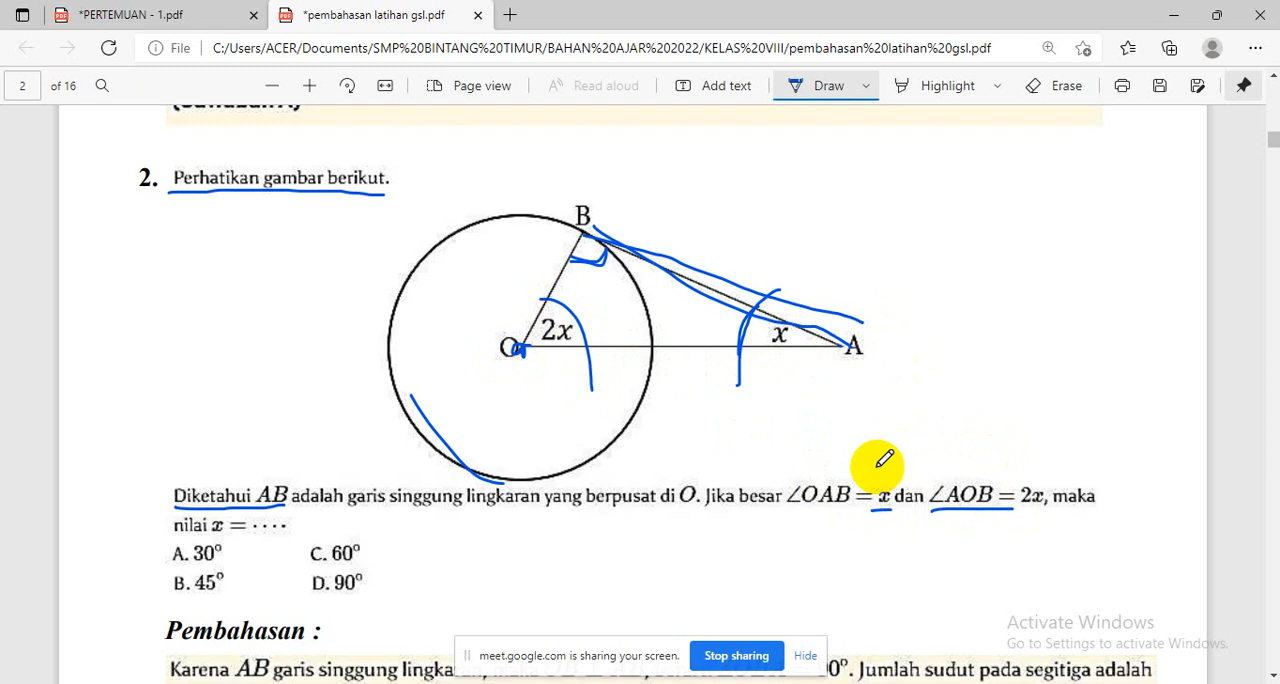 *PERTEMUAN - 1.pdf
*pembahasan latihan gsl.pdf
File
C:/Users/ACER/Documents/SMP%20BINTANG%20TIMUR/BAHAN%20AJAR%202022/KELAS%20VIII/pembahasan%20latihan%20gsl.pdf
2 of 16
Page view
Read aloud
Add text
Draw
Highlight
Erase
2. Perhatikan gambar berikut.
B
O 2x
x A
Diketahui AB adalah garis singgung lingkaran yang berpusat di O. Jika besar ∠OAB = x dan ∠AOB = 2x, maka
nilai x = ····
A. 30° C. 60°
B. 45° D. 90°
Pembahasan :
Activate Windows
Go to Settings to activate Windows.
meet.google.com is sharing your screen. Stop sharing Hide
Karena AB garis singgung 0°. Jumlah sudut pada segitiga adalah